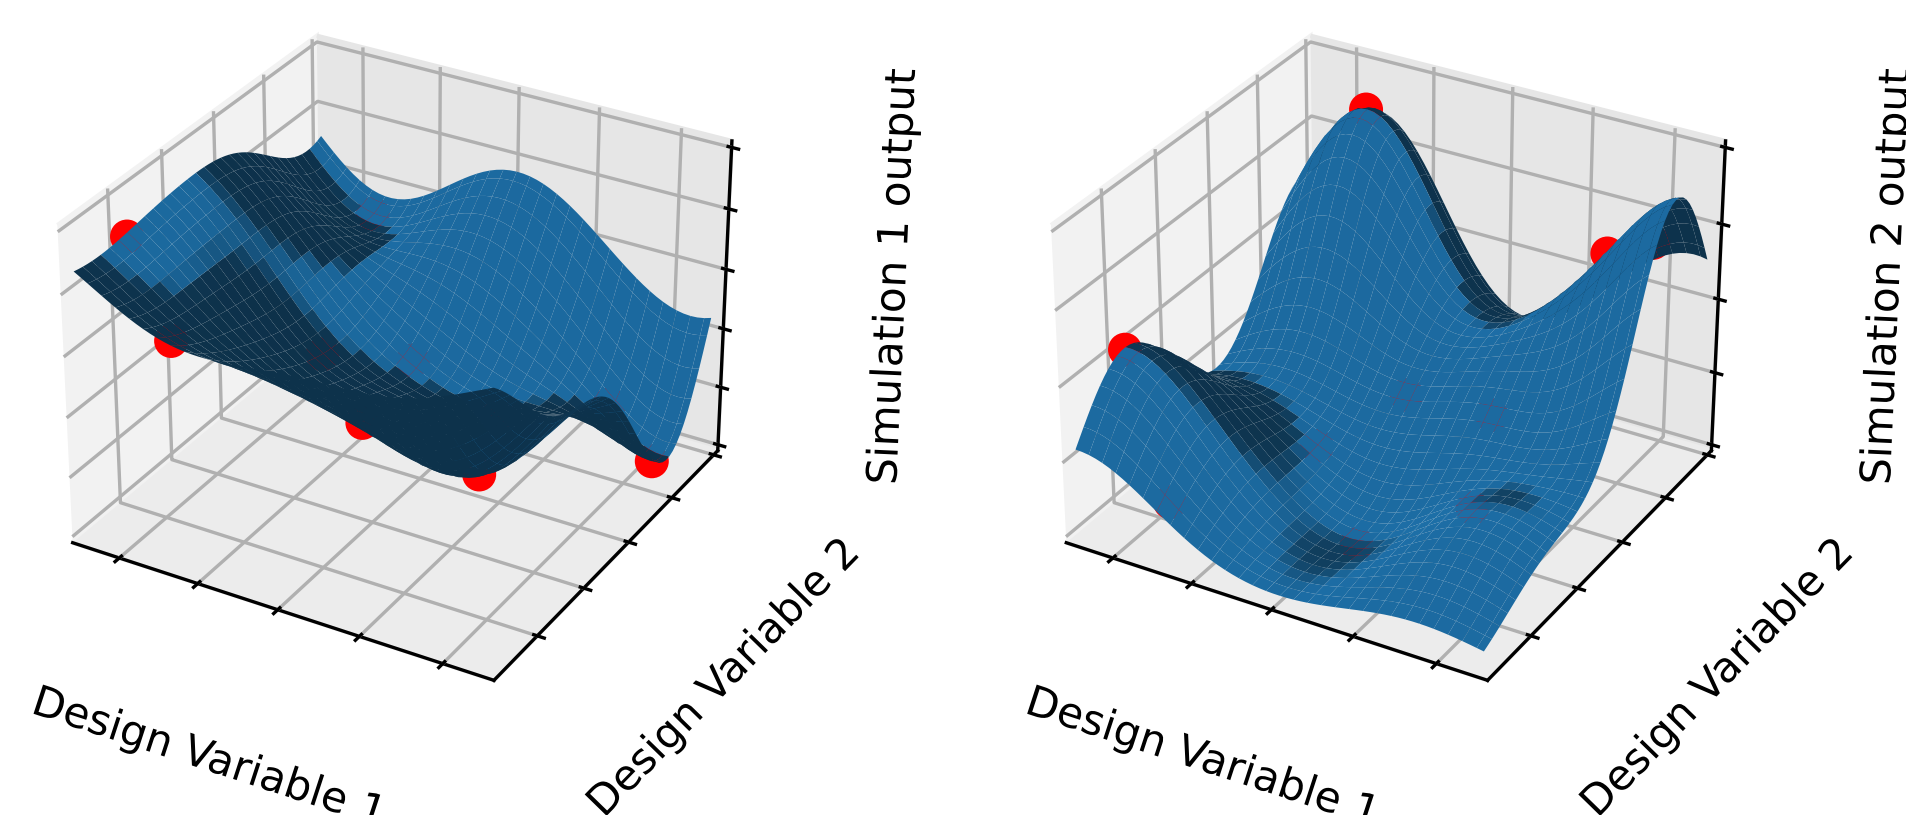 Simulation 1 output
Design Variable 1
Design Variable 2
Simulation 2 output
Design Variable 1
Design Variable 2